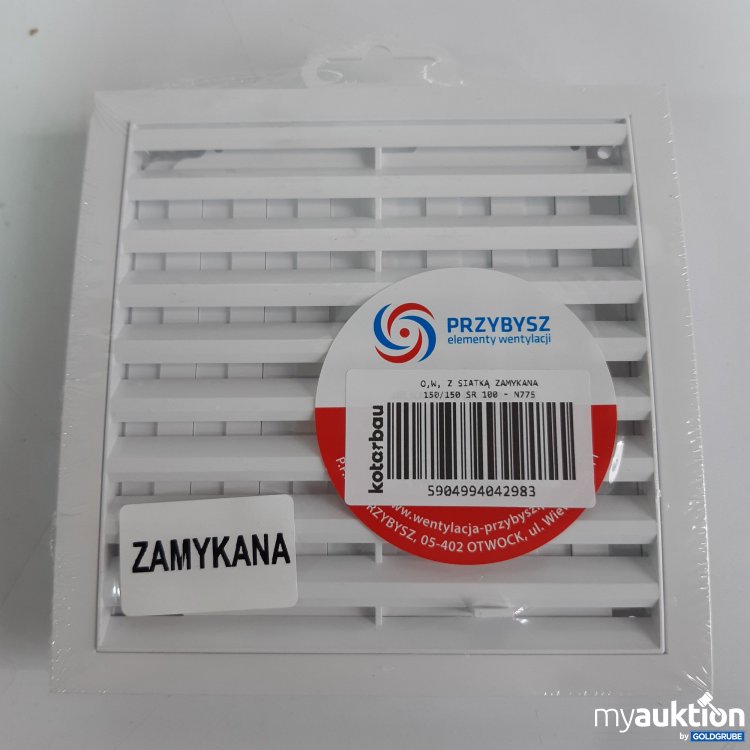 PRZYBYSZ
elementy wentylacji
O,W, Z SIATKĄ ZAMYKANA
150/150 SR 100 - N775
kotarbau
5904994042983
www.wentylacja-przybysz
PRZYBYSZ, 05-402 OTWOCK, ul.
ZAMYKANA
myauktion
by GOLDGRUBE